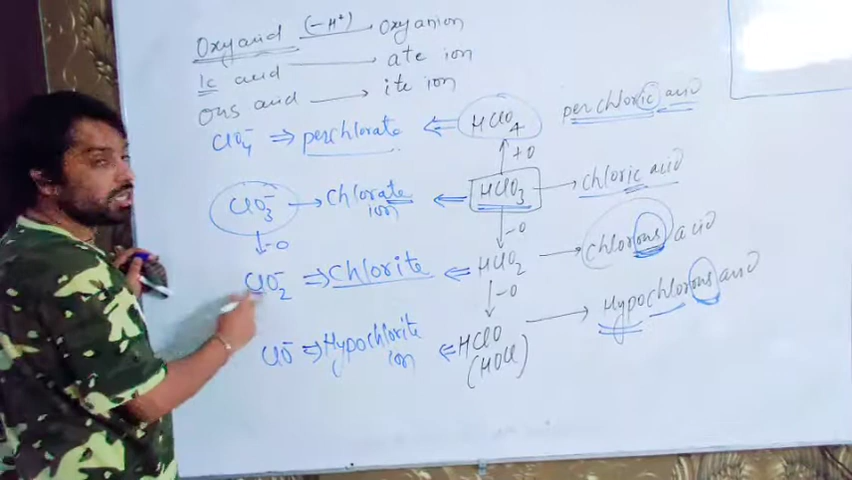 Oxyacid (-H⁺) Oxyanion
Ic acid → ate ion
Ous acid → ite ion
ClO₄⁻ ⇒ perchlorate ⇐ HClO₄ perchloric acid
+O
ClO₃⁻ → Chlorate ion ⇐ HClO₃ → chloric acid
-O -O
ClO₂⁻ ⇒ Chlorite ⇐ HClO₂ → chlorous acid
-O
ClO⁻ ⇒ Hypochlorite ion ⇐ HClO → Hypochlorous acid
(HOCl)